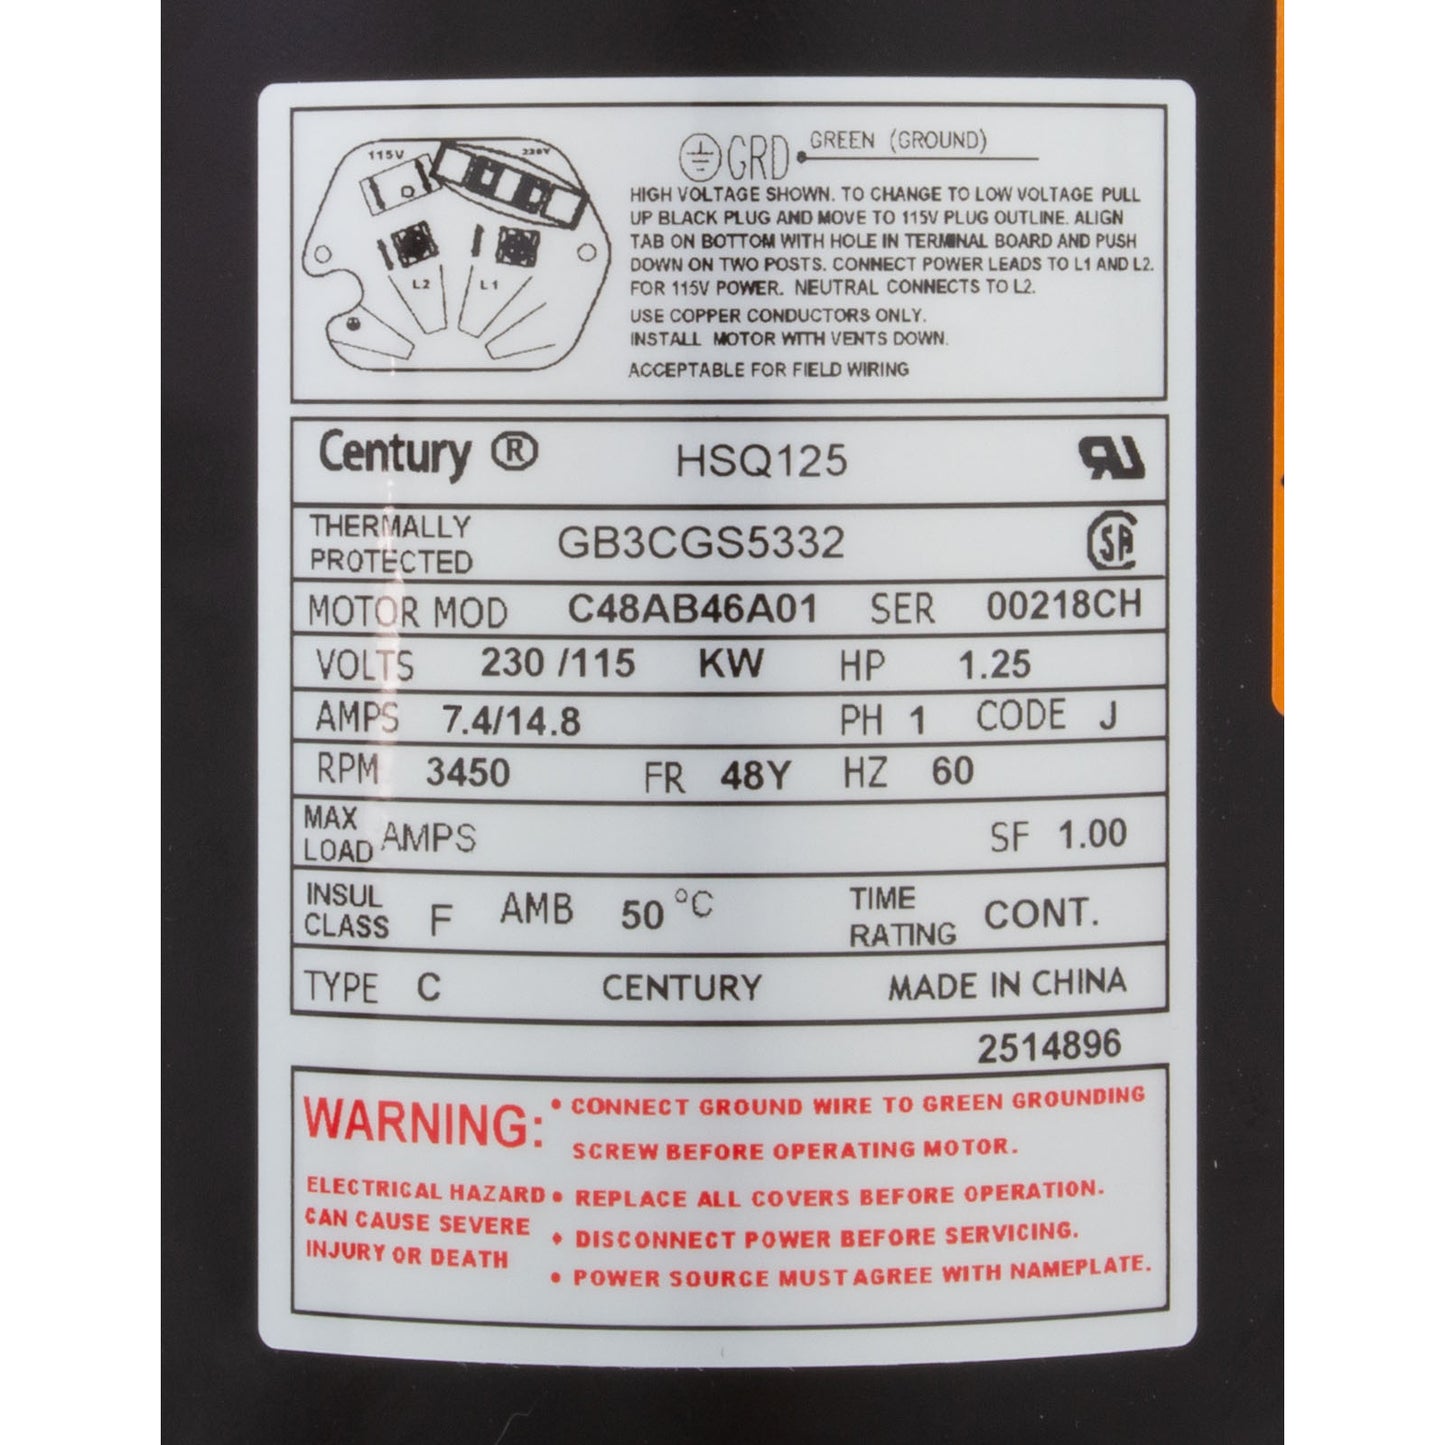 115V
230V
L2 L1
GRD GREEN (GROUND)
HIGH VOLTAGE SHOWN. TO CHANGE TO LOW VOLTAGE PULL
UP BLACK PLUG AND MOVE TO 115V PLUG OUTLINE. ALIGN
TAB ON BOTTOM WITH HOLE IN TERMINAL BOARD AND PUSH
DOWN ON TWO POSTS. CONNECT POWER LEADS TO L1 AND L2.
FOR 115V POWER. NEUTRAL CONNECTS TO L2.
USE COPPER CONDUCTORS ONLY.
INSTALL MOTOR WITH VENTS DOWN.
ACCEPTABLE FOR FIELD WIRING
Century ® HSQ125 RU
THERMALLY
PROTECTED GB3CGS5332 SA
MOTOR MOD C48AB46A01 SER 00218CH
VOLTS 230 /115 KW HP 1.25
AMPS 7.4/14.8 PH 1 CODE J
RPM 3450 FR 48Y HZ 60
MAX
LOAD AMPS SF 1.00
INSUL
CLASS F AMB 50 °C TIME
RATING CONT.
TYPE C CENTURY MADE IN CHINA
2514896
WARNING:
ELECTRICAL HAZARD
CAN CAUSE SEVERE
INJURY OR DEATH
• CONNECT GROUND WIRE TO GREEN GROUNDING
SCREW BEFORE OPERATING MOTOR.
• REPLACE ALL COVERS BEFORE OPERATION.
• DISCONNECT POWER BEFORE SERVICING.
• POWER SOURCE MUST AGREE WITH NAMEPLATE.